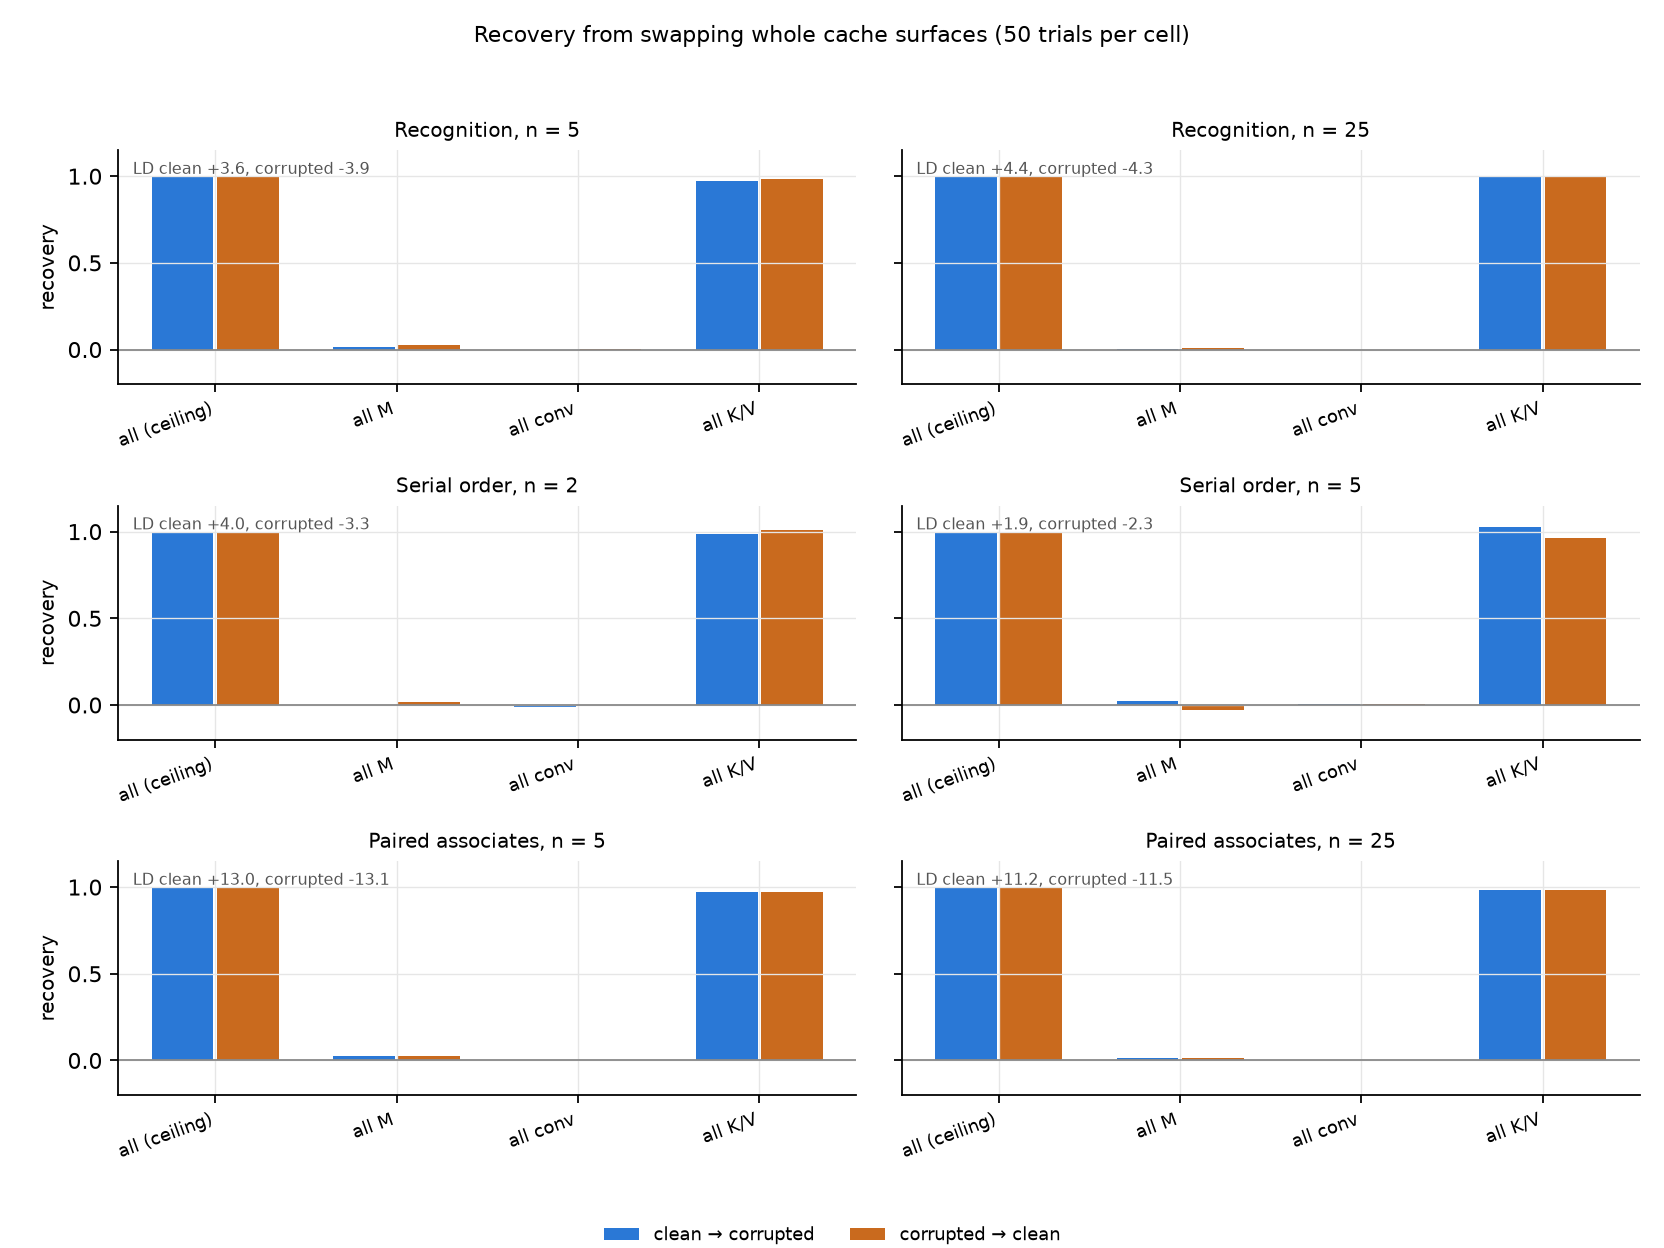 Recovery from swapping whole cache surfaces (50 trials per cell)
Recognition, n = 5
LD clean +3.6, corrupted -3.9
recovery
1.0
0.5
0.0
all (ceiling)
all M
all conv
all K/V
Recognition, n = 25
LD clean +4.4, corrupted -4.3
all (ceiling)
all M
all conv
all K/V
Serial order, n = 2
LD clean +4.0, corrupted -3.3
recovery
1.0
0.5
0.0
all (ceiling)
all M
all conv
all K/V
Serial order, n = 5
LD clean +1.9, corrupted -2.3
all (ceiling)
all M
all conv
all K/V
Paired associates, n = 5
LD clean +13.0, corrupted -13.1
recovery
1.0
0.5
0.0
all (ceiling)
all M
all conv
all K/V
Paired associates, n = 25
LD clean +11.2, corrupted -11.5
all (ceiling)
all M
all conv
all K/V
clean → corrupted
corrupted → clean